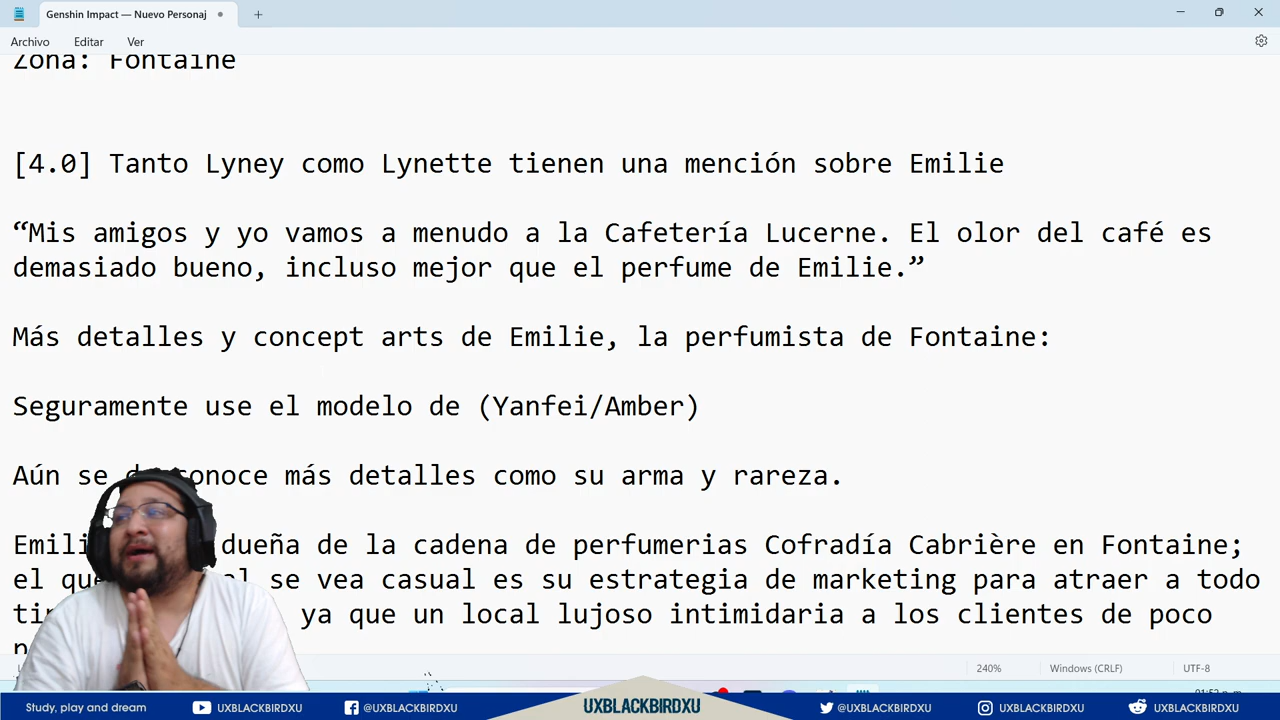 Genshin Impact — Nuevo Personaj
Archivo Editar Ver
Zona: Fontaine
[4.0] Tanto Lyney como Lynette tienen una mención sobre Emilie
“Mis amigos y yo vamos a menudo a la Cafetería Lucerne. El olor del café es
demasiado bueno, incluso mejor que el perfume de Emilie.”
Más detalles y concept arts de Emilie, la perfumista de Fontaine:
Seguramente use el modelo de (Yanfei/Amber)
Aún se conoce más detalles como su arma y rareza.
dueña de la cadena de perfumerias Cofradía Cabrière en Fontaine;
el se vea casual es su estrategia de marketing para atraer a todo
ya que un local lujoso intimidaria a los clientes de poco
240% Windows (CRLF) UTF-8
Study, play and dream UXBLACKBIRDXU @UXBLACKBIRDXU UXBLACKBIRDXU @UXBLACKBIRDXU UXBLACKBIRDXU UXBLACKBIRDXU